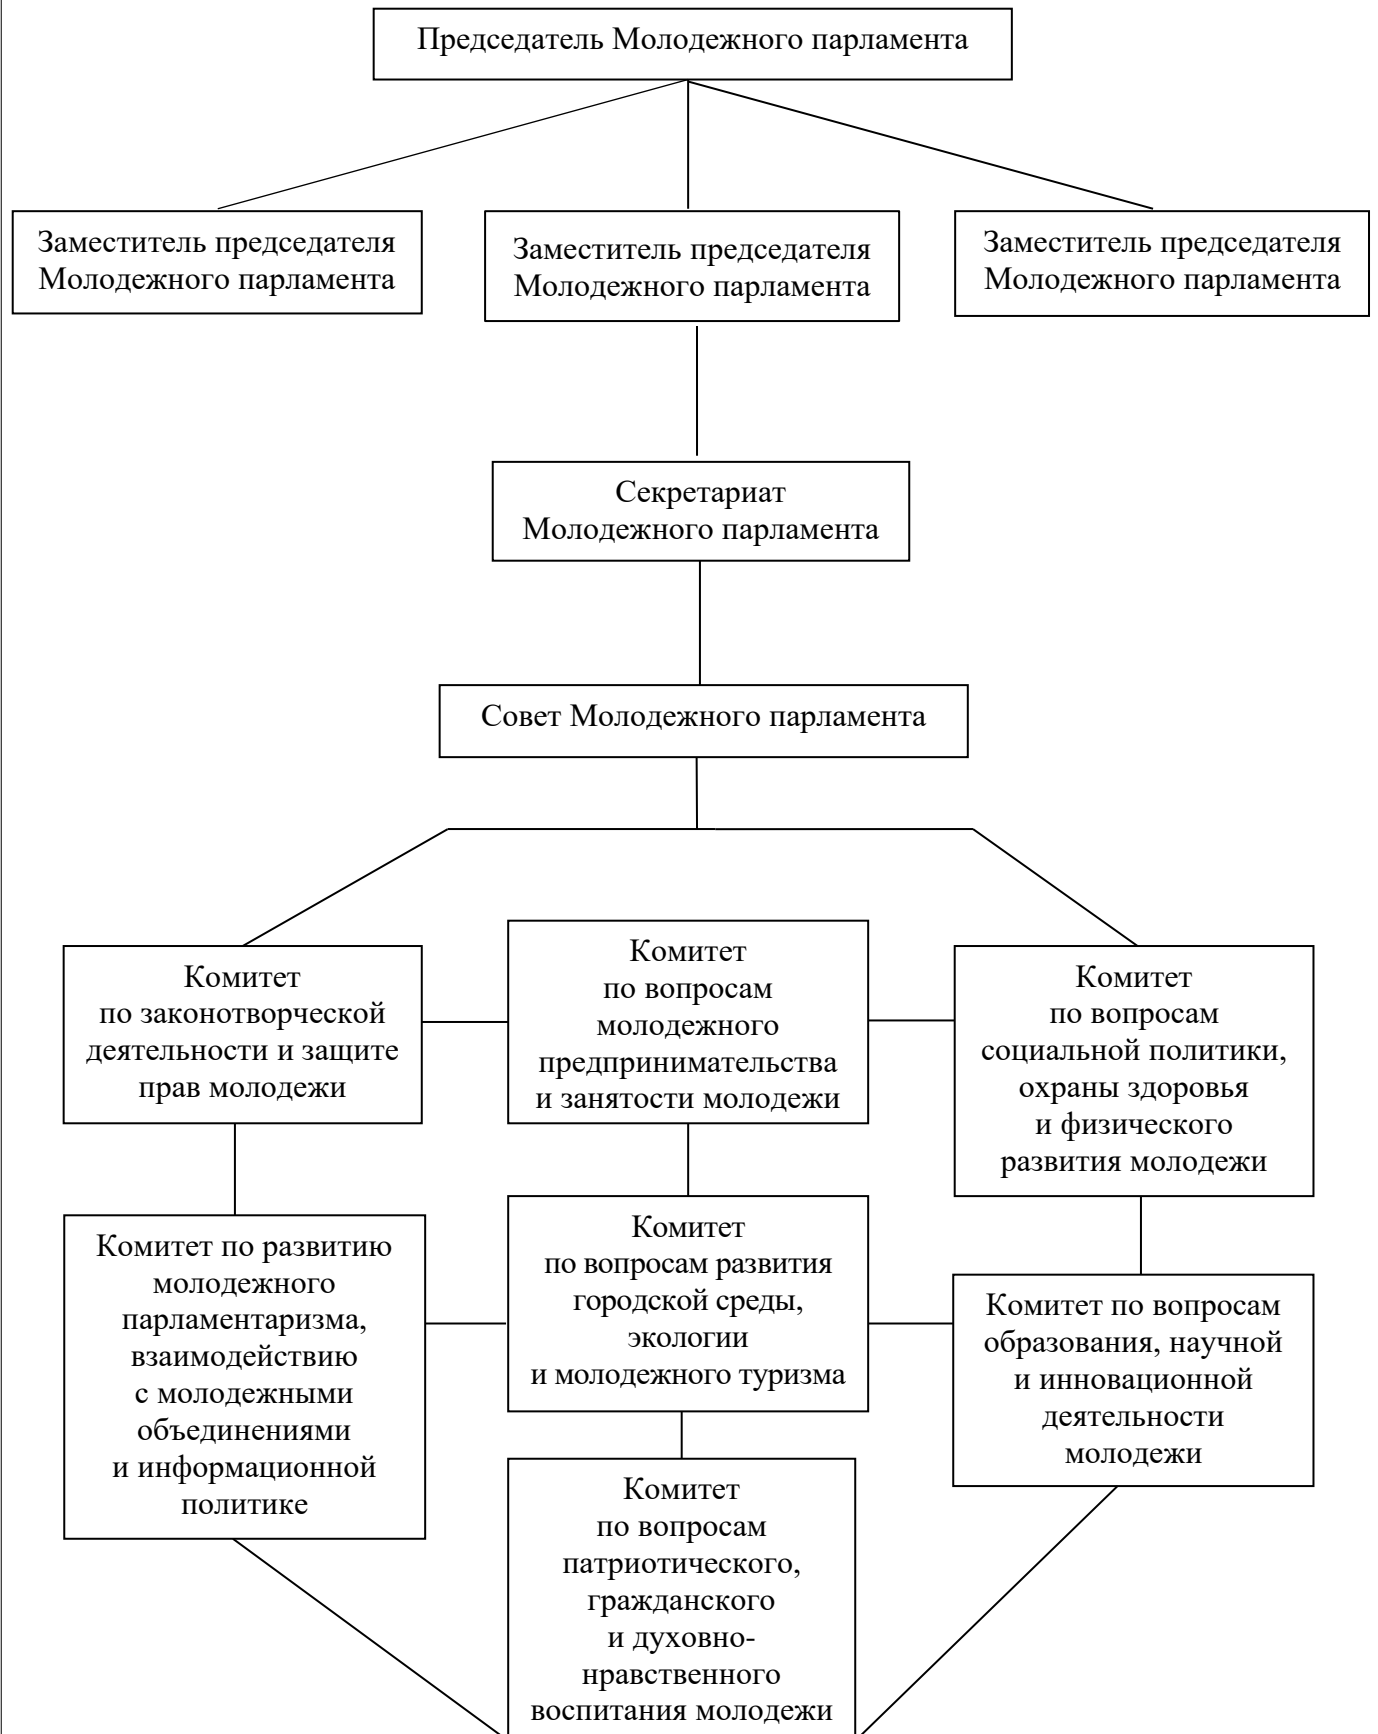 Председатель Молодежного парламента
Заместитель председателя
Молодежного парламента
Заместитель председателя
Молодежного парламента
Заместитель председателя
Молодежного парламента
Секретариат
Молодежного парламента
Совет Молодежного парламента
Комитет
по законотворческой
деятельности и защите
прав молодежи
Комитет
по вопросам
молодежного
предпринимательства
и занятости молодежи
Комитет
по вопросам
социальной политики,
охраны здоровья
и физического
развития молодежи
Комитет по развитию
молодежного
парламентаризма,
взаимодействию
с молодежными
объединениями
и информационной
политике
Комитет
по вопросам развития
городской среды,
экологии
и молодежного туризма
Комитет по вопросам
образования, научной
и инновационной
деятельности
молодежи
Комитет
по вопросам
патриотического,
гражданского
и духовно-
нравственного
воспитания молодежи